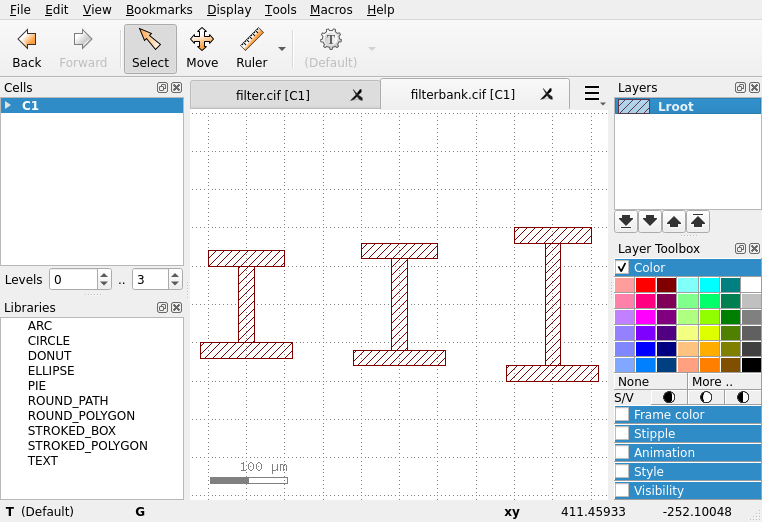 File Edit View Bookmarks Display Tools Macros Help
Back Forward Select Move Ruler (Default)
Cells
C1
Levels 0 .. 3
Libraries
ARC
CIRCLE
DONUT
ELLIPSE
PIE
ROUND_PATH
ROUND_POLYGON
STROKED_BOX
STROKED_POLYGON
TEXT
filter.cif [C1] filterbank.cif [C1]
100 µm
Layers
Lroot
Layer Toolbox
Color
None More ..
S/V
Frame color
Stipple
Animation
Style
Visibility
T (Default) G xy 411.45933 -252.10048